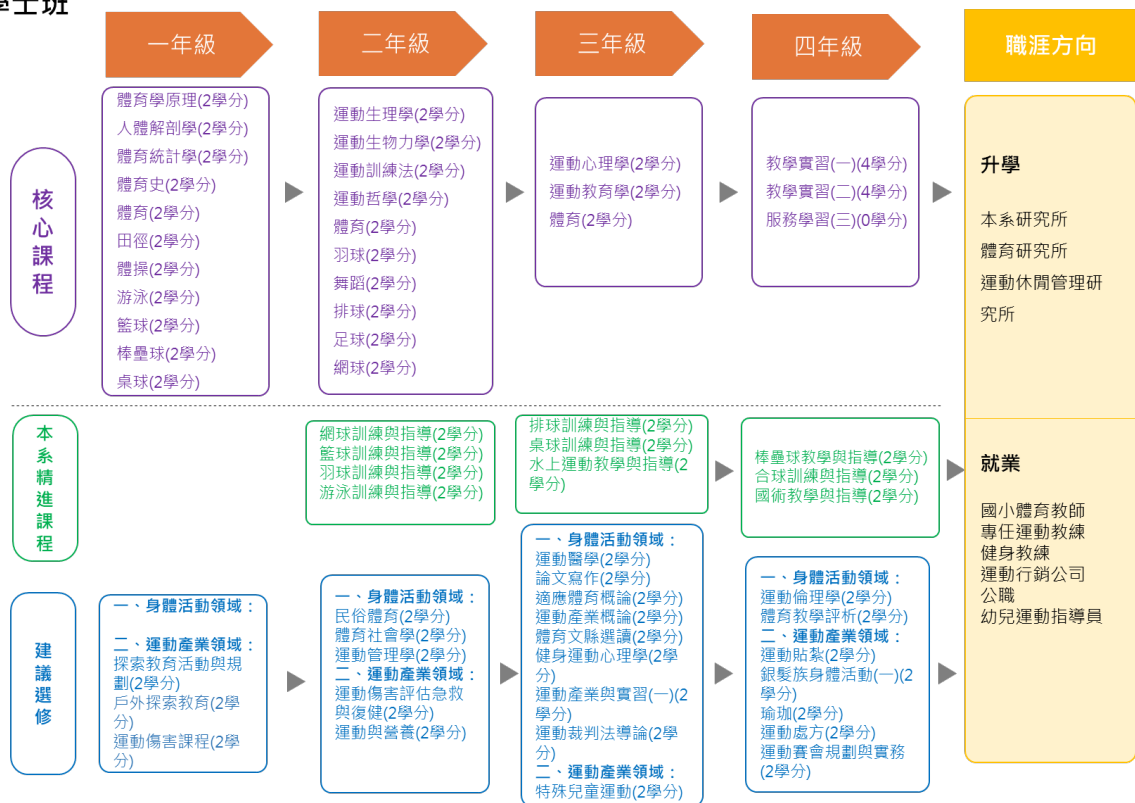 學士班
一年級
二年級
三年級
四年級
職涯方向
核
心
課
程
體育學原理(2學分)
人體解剖學(2學分)
體育統計學(2學分)
體育史(2學分)
體育(2學分)
田徑(2學分)
體操(2學分)
游泳(2學分)
籃球(2學分)
棒壘球(2學分)
桌球(2學分)
運動生理學(2學分)
運動生物力學(2學分)
運動訓練法(2學分)
運動哲學(2學分)
體育(2學分)
羽球(2學分)
舞蹈(2學分)
排球(2學分)
足球(2學分)
網球(2學分)
運動心理學(2學分)
運動教育學(2學分)
體育(2學分)
教學實習(一)(4學分)
教學實習(二)(4學分)
服務學習(三)(0學分)
升學
本系研究所
體育研究所
運動休閒管理研
究所
本
系
精
進
課
程
網球訓練與指導(2學分)
籃球訓練與指導(2學分)
羽球訓練與指導(2學分)
游泳訓練與指導(2學分)
排球訓練與指導(2學分)
桌球訓練與指導(2學分)
水上運動教學與指導(2
學分)
棒壘球教學與指導(2學分)
合球訓練與指導(2學分)
國術教學與指導(2學分)
就業
國小體育教師
專任運動教練
健身教練
運動行銷公司
公職
幼兒運動指導員
建
議
選
修
一、身體活動領域：
二、運動產業領域：
探索教育活動與規
劃(2學分)
戶外探索教育(2學
分)
運動傷害課程(2學
分)
一、身體活動領域：
民俗體育(2學分)
體育社會學(2學分)
運動管理學(2學分)
二、運動產業領域：
運動傷害評估急救
與復健(2學分)
運動與營養(2學分)
一、身體活動領域：
運動醫學(2學分)
論文寫作(2學分)
適應體育概論(2學分)
運動產業概論(2學分)
體育文縣選讀(2學分)
健身運動心理學(2學
分)
運動產業與實習(一)(2
學分)
運動裁判法導論(2學
分)
二、運動產業領域：
特殊兒童運動(2學分)
一、身體活動領域：
運動倫理學(2學分)
體育教學評析(2學分)
二、運動產業領域：
運動貼紮(2學分)
銀髮族身體活動(一)(2
學分)
瑜珈(2學分)
運動處方(2學分)
運動賽會規劃與實務
(2學分)